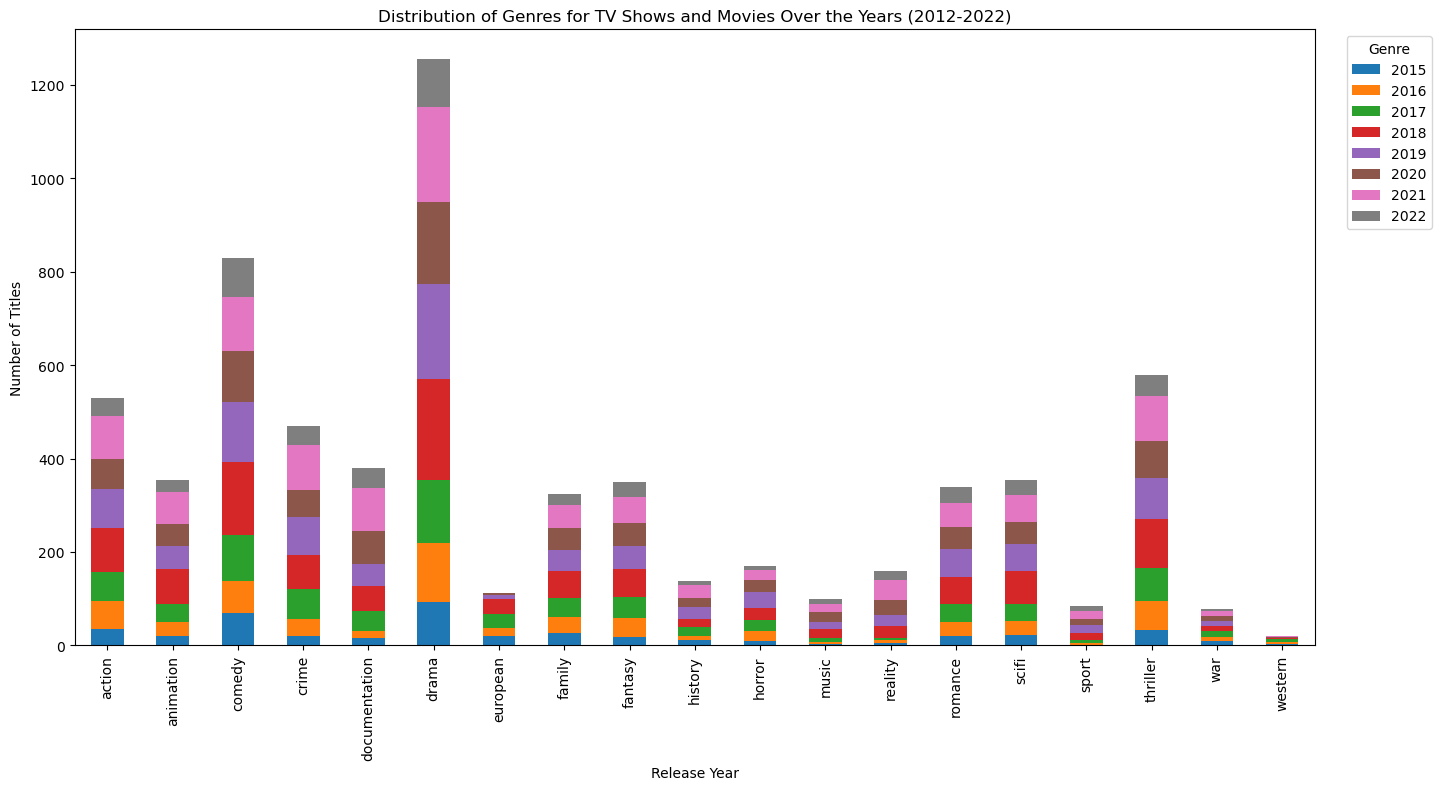 Distribution of Genres for TV Shows and Movies Over the Years (2012-2022)
Genre
2015
2016
2017
2018
2019
2020
2021
2022
Number of Titles
1200
1000
800
600
400
200
0
action
animation
comedy
crime
documentation
drama
european
family
fantasy
history
horror
music
reality
romance
scifi
sport
thriller
war
western
Release Year